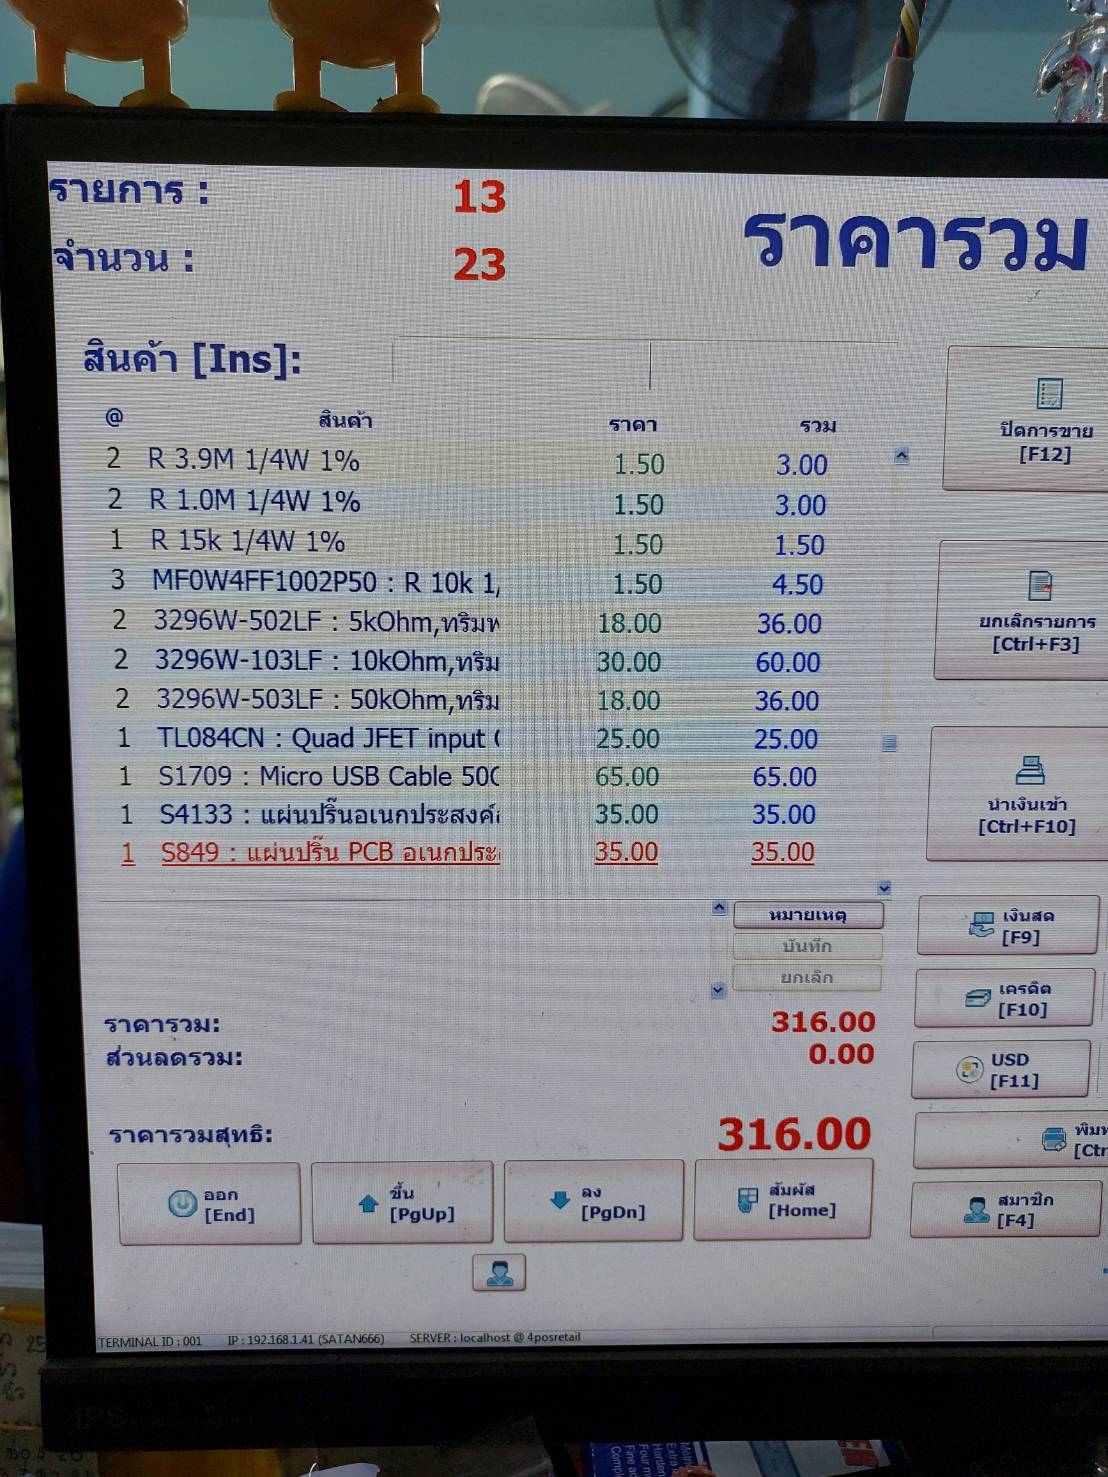 รายการ : 13
จำนวน : 23
ราคารวม
สินค้า [Ins]:
@ สินค้า ราคา รวม
2 R 3.9M 1/4W 1% 1.50 3.00
2 R 1.0M 1/4W 1% 1.50 3.00
1 R 15k 1/4W 1% 1.50 1.50
3 MF0W4FF1002P50 : R 10k 1, 1.50 4.50
2 3296W-502LF : 5kOhm,ทริมพ 18.00 36.00
2 3296W-103LF : 10kOhm,ทริม 30.00 60.00
2 3296W-503LF : 50kOhm,ทริม 18.00 36.00
1 TL084CN : Quad JFET input 25.00 25.00
1 S1709 : Micro USB Cable 65.00 65.00
1 S4133 : แผ่นปริ๊นอเนกประสงค์ 35.00 35.00
1 S849 : แผ่นปริ๊น PCB อเนกประ 35.00 35.00
ปิดการขาย
[F12]
ยกเลิกรายการ
[Ctrl+F3]
นำเงินเข้า
[Ctrl+F10]
หมายเหตุ
บันทึก
ยกเลิก
เงินสด
[F9]
เครดิต
[F10]
USD
[F11]
ราคารวม: 316.00
ส่วนลดรวม: 0.00
ราคารวมสุทธิ: 316.00
พิมพ
[Ctr
สมาชิก
[F4]
ออก
[End]
ขึ้น
[PgUp]
ลง
[PgDn]
สัมผัส
[Home]
TERMINAL ID : 001 IP : 192.168.1.41 (SATAN666) SERVER : localhost @ 4posretail
IPS